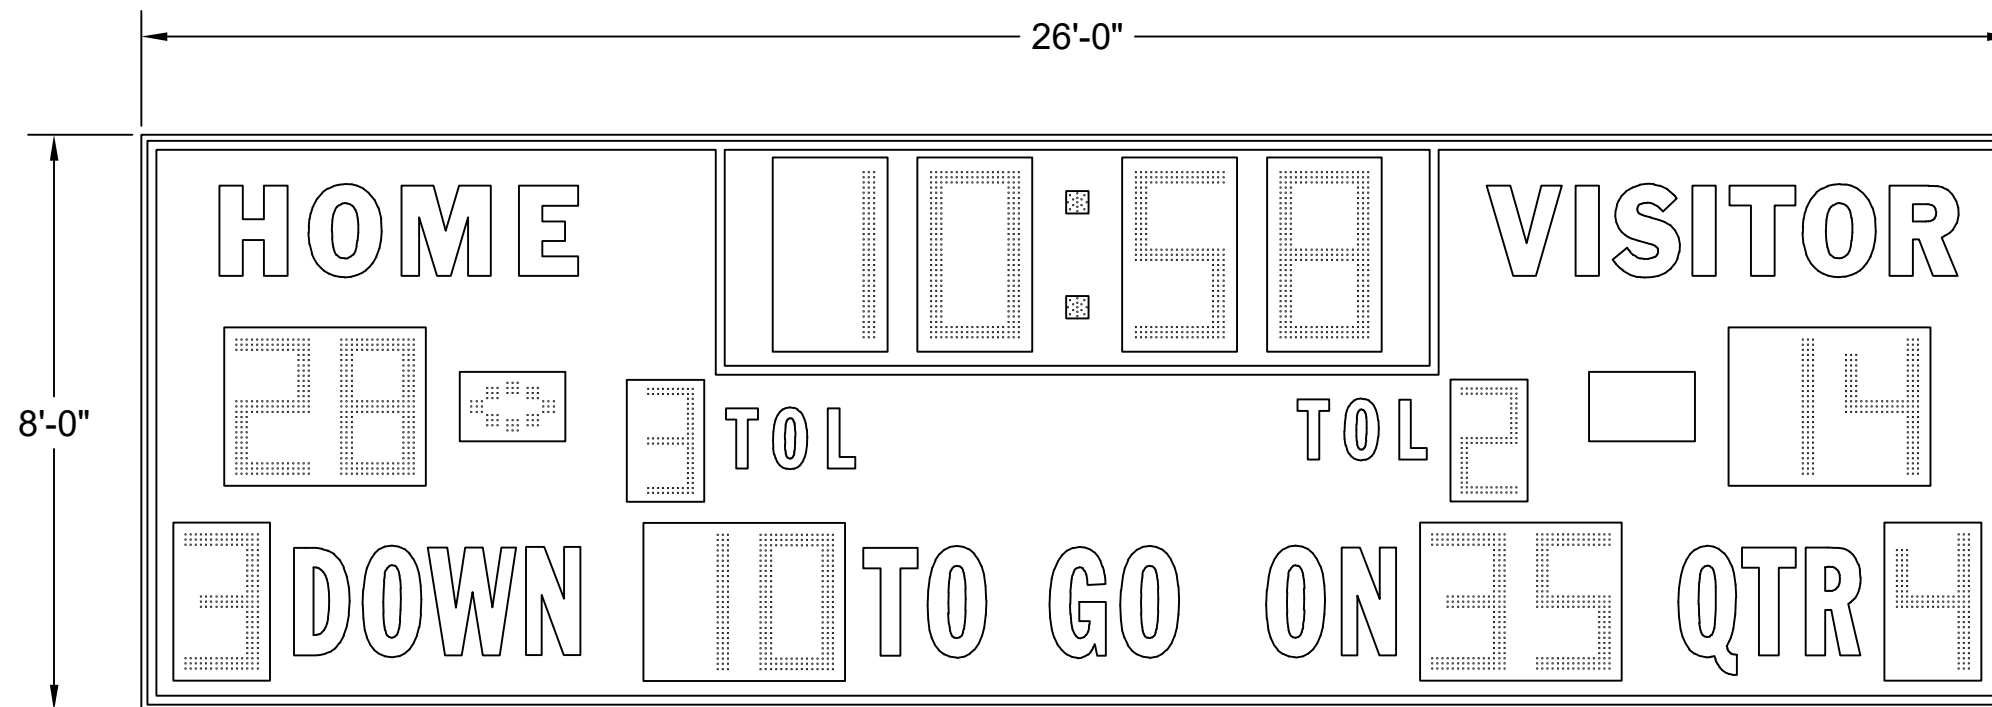 26'-0"
HOME 10:58 VISITOR
8'-0" 28 3 TOL TOL 2 14
3 DOWN 10 TO GO ON 35 QTR 4